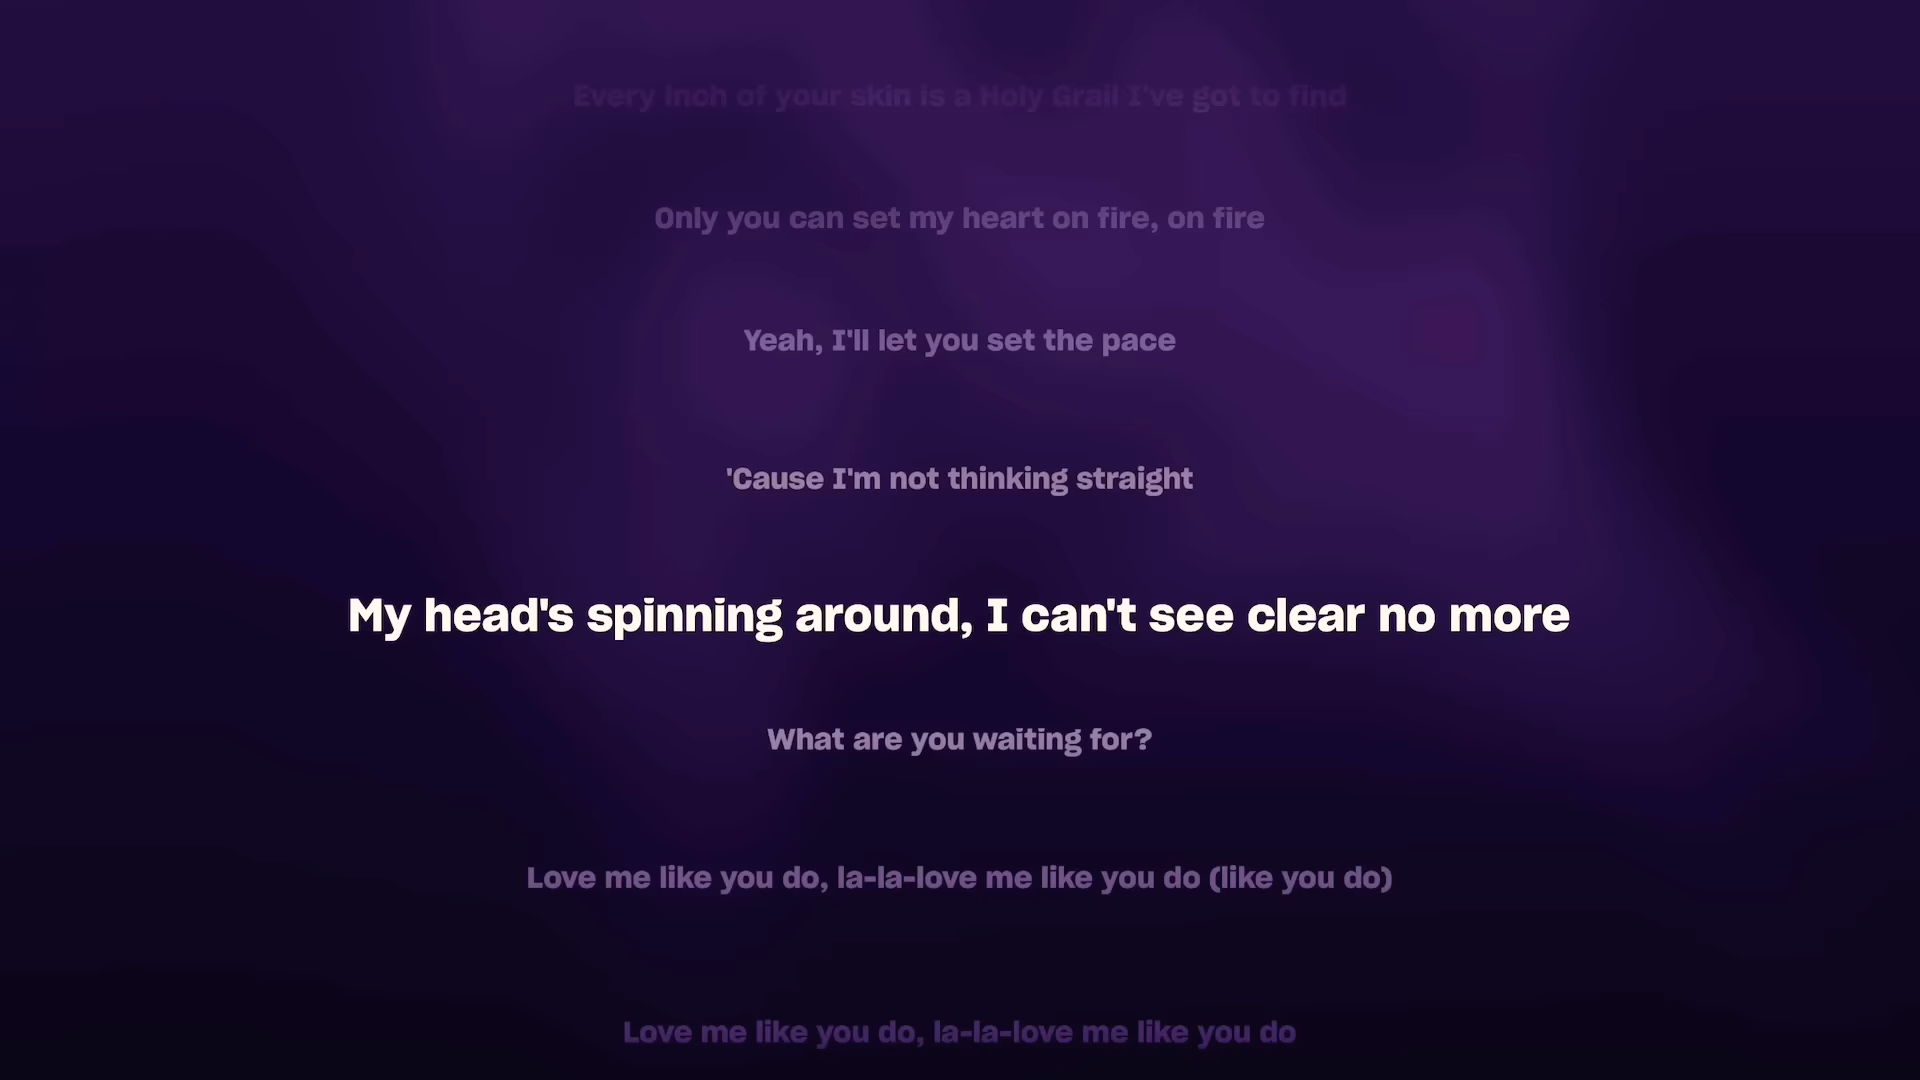 Every inch of your skin is a Holy Grail I've got to find
Only you can set my heart on fire, on fire
Yeah, I'll let you set the pace
'Cause I'm not thinking straight
My head's spinning around, I can't see clear no more
What are you waiting for?
Love me like you do, la-la-love me like you do (like you do)
Love me like you do, la-la-love me like you do